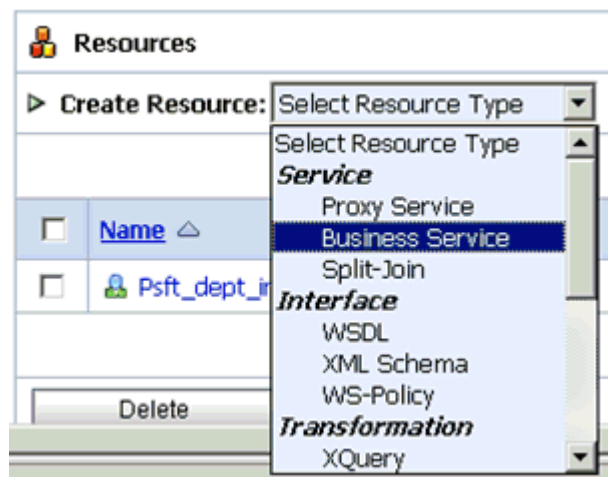 Resources
Create Resource: Select Resource Type
Select Resource Type
Service
Proxy Service
Name
Business Service
Split-Join
Psft_dept_i
Interface
WSDL
XML Schema
WS-Policy
Delete
Transformation
XQuery